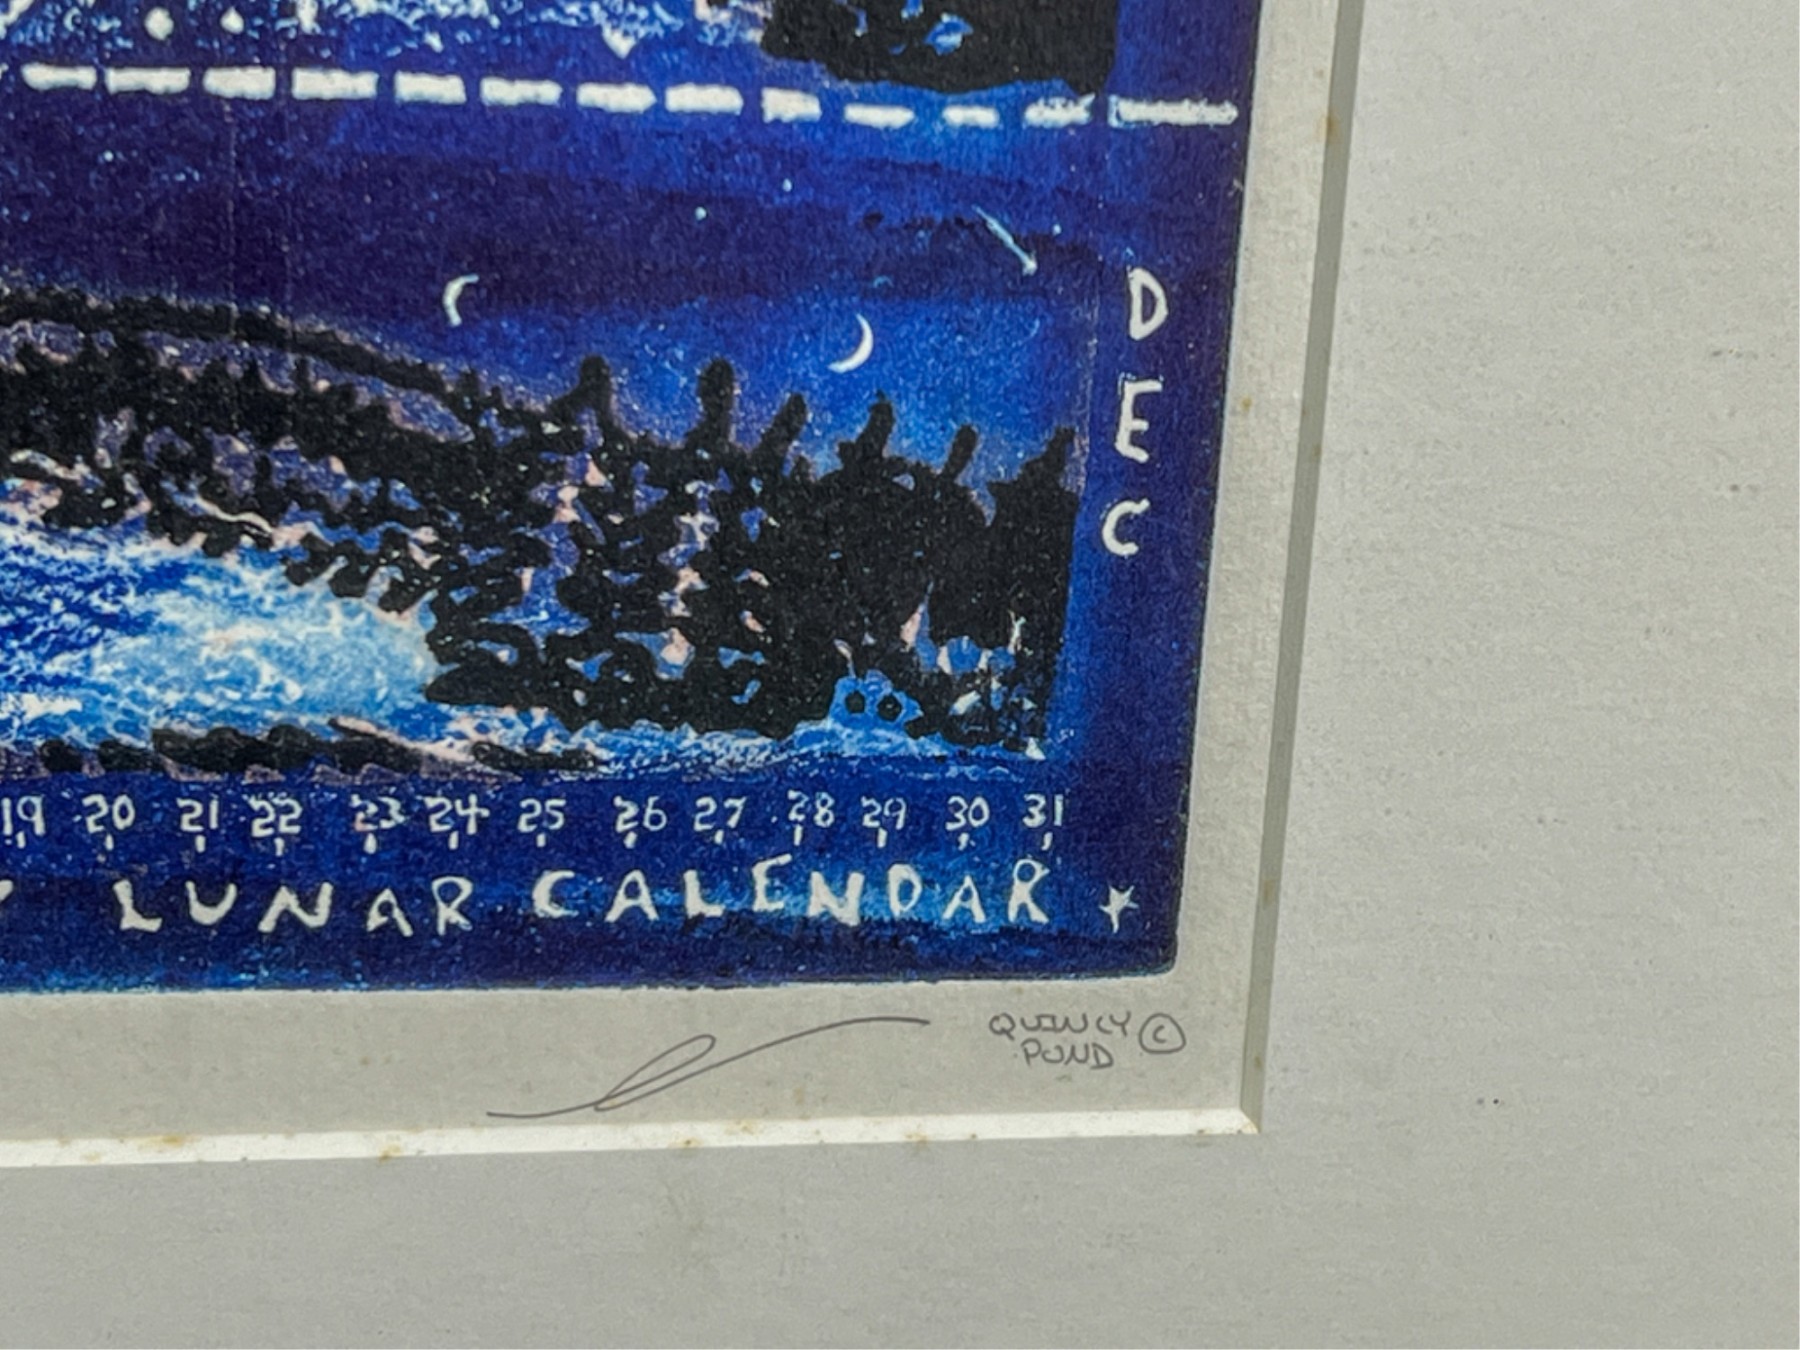 DEC
19 20 21 22 23 24 25 26 27 28 29 30 31
LUNAR CALENDAR
QUINCY ©
POND